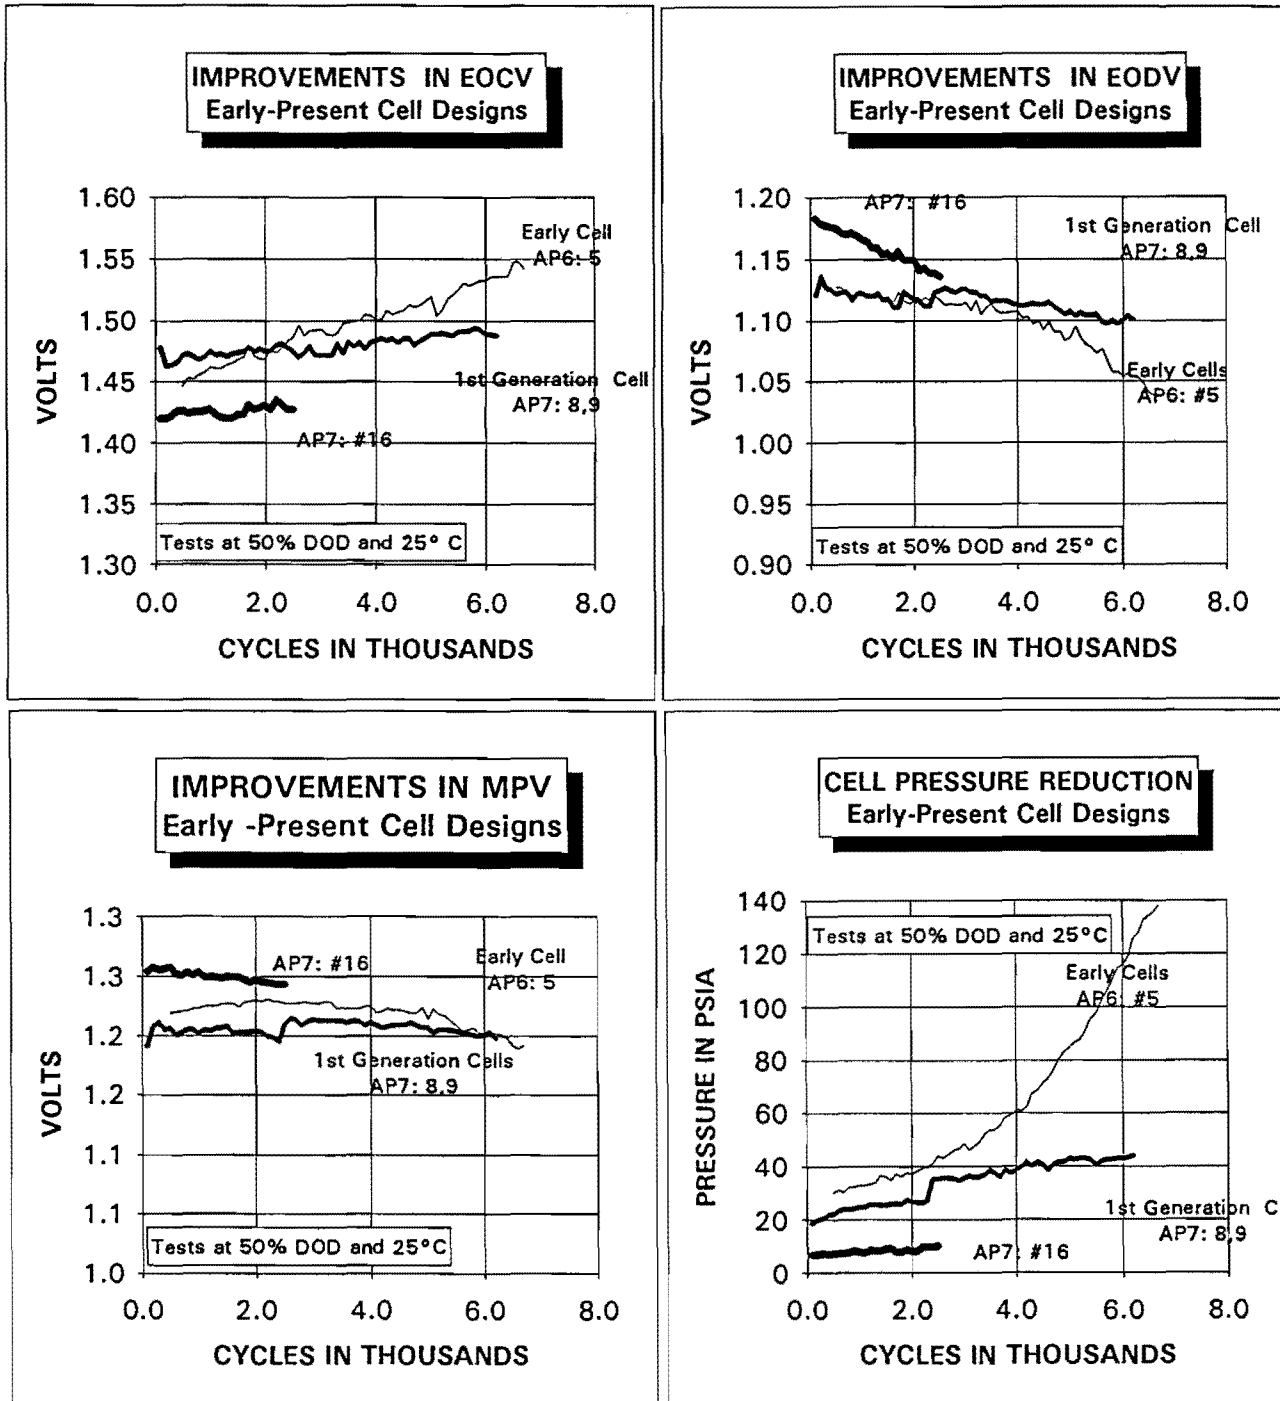 IMPROVEMENTS IN EOCV
Early-Present Cell Designs
1.60
1.55
1.50
1.45
1.40
1.35
1.30
VOLTS
Early Cell
AP6: 5
1st Generation Cell
AP7: 8,9
AP7: #16
Tests at 50% DOD and 25° C
0.0 2.0 4.0 6.0 8.0
CYCLES IN THOUSANDS
IMPROVEMENTS IN EODV
Early-Present Cell Designs
1.20
1.15
1.10
1.05
1.00
0.95
0.90
VOLTS
AP7: #16
1st Generation Cell
AP7: 8,9
Early Cells
AP6: #5
Tests at 50% DOD and 25° C
0.0 2.0 4.0 6.0 8.0
CYCLES IN THOUSANDS
IMPROVEMENTS IN MPV
Early -Present Cell Designs
1.3
1.3
1.2
1.2
1.1
1.1
1.0
VOLTS
AP7: #16
Early Cell
AP6: 5
1st Generation Cells
AP7: 8,9
Tests at 50% DOD and 25°C
0.0 2.0 4.0 6.0 8.0
CYCLES IN THOUSANDS
CELL PRESSURE REDUCTION
Early-Present Cell Designs
140
120
100
80
60
40
20
0
PRESSURE IN PSIA
Tests at 50% DOD and 25°C
Early Cells
AP6: #5
1st Generation C
AP7: 8,9
AP7: #16
0.0 2.0 4.0 6.0 8.0
CYCLES IN THOUSANDS